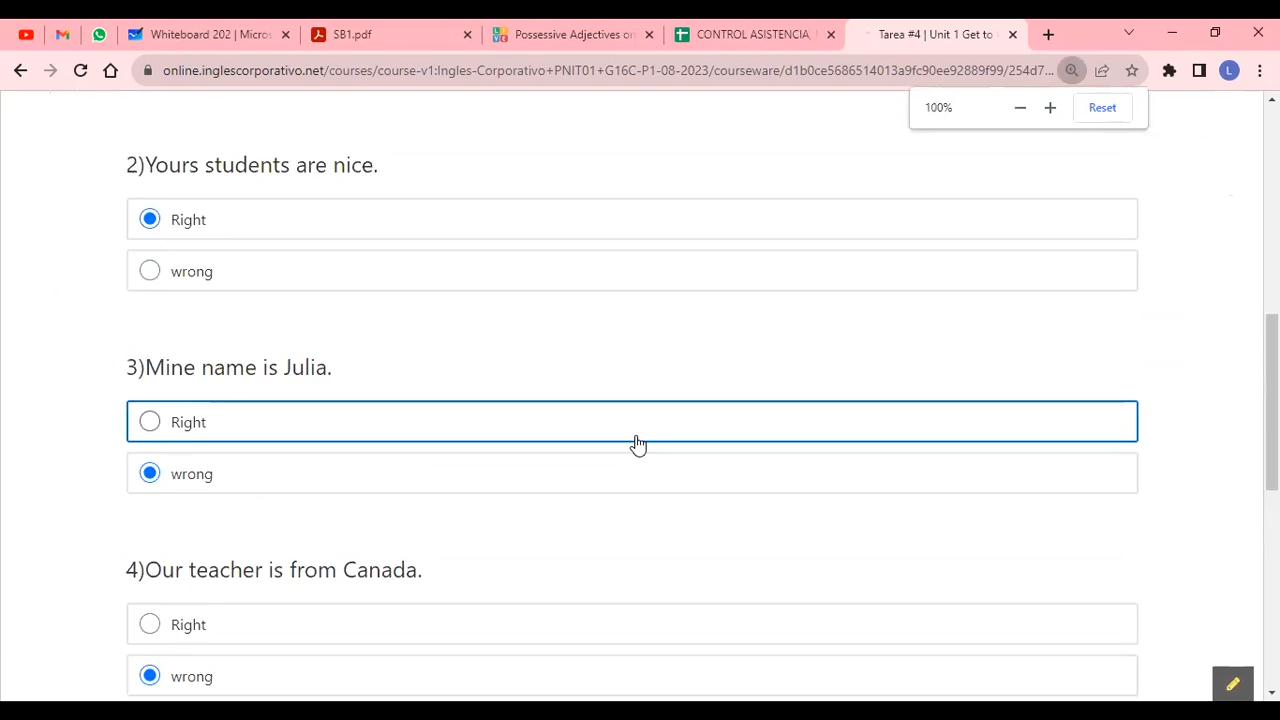 Whiteboard 202 | Micros
SB1.pdf
Possessive Adjectives on
CONTROL ASISTENCIA,
Tarea #4 | Unit 1 Get to
online.inglescorporativo.net/courses/course-v1:Ingles-Corporativo+PNIT01+G16C-P1-08-2023/courseware/d1b0ce5686514013a9fc90ee92889f99/254d7...
L
100%
Reset
2)Yours students are nice.
Right
wrong
3)Mine name is Julia.
Right
wrong
4)Our teacher is from Canada.
Right
wrong